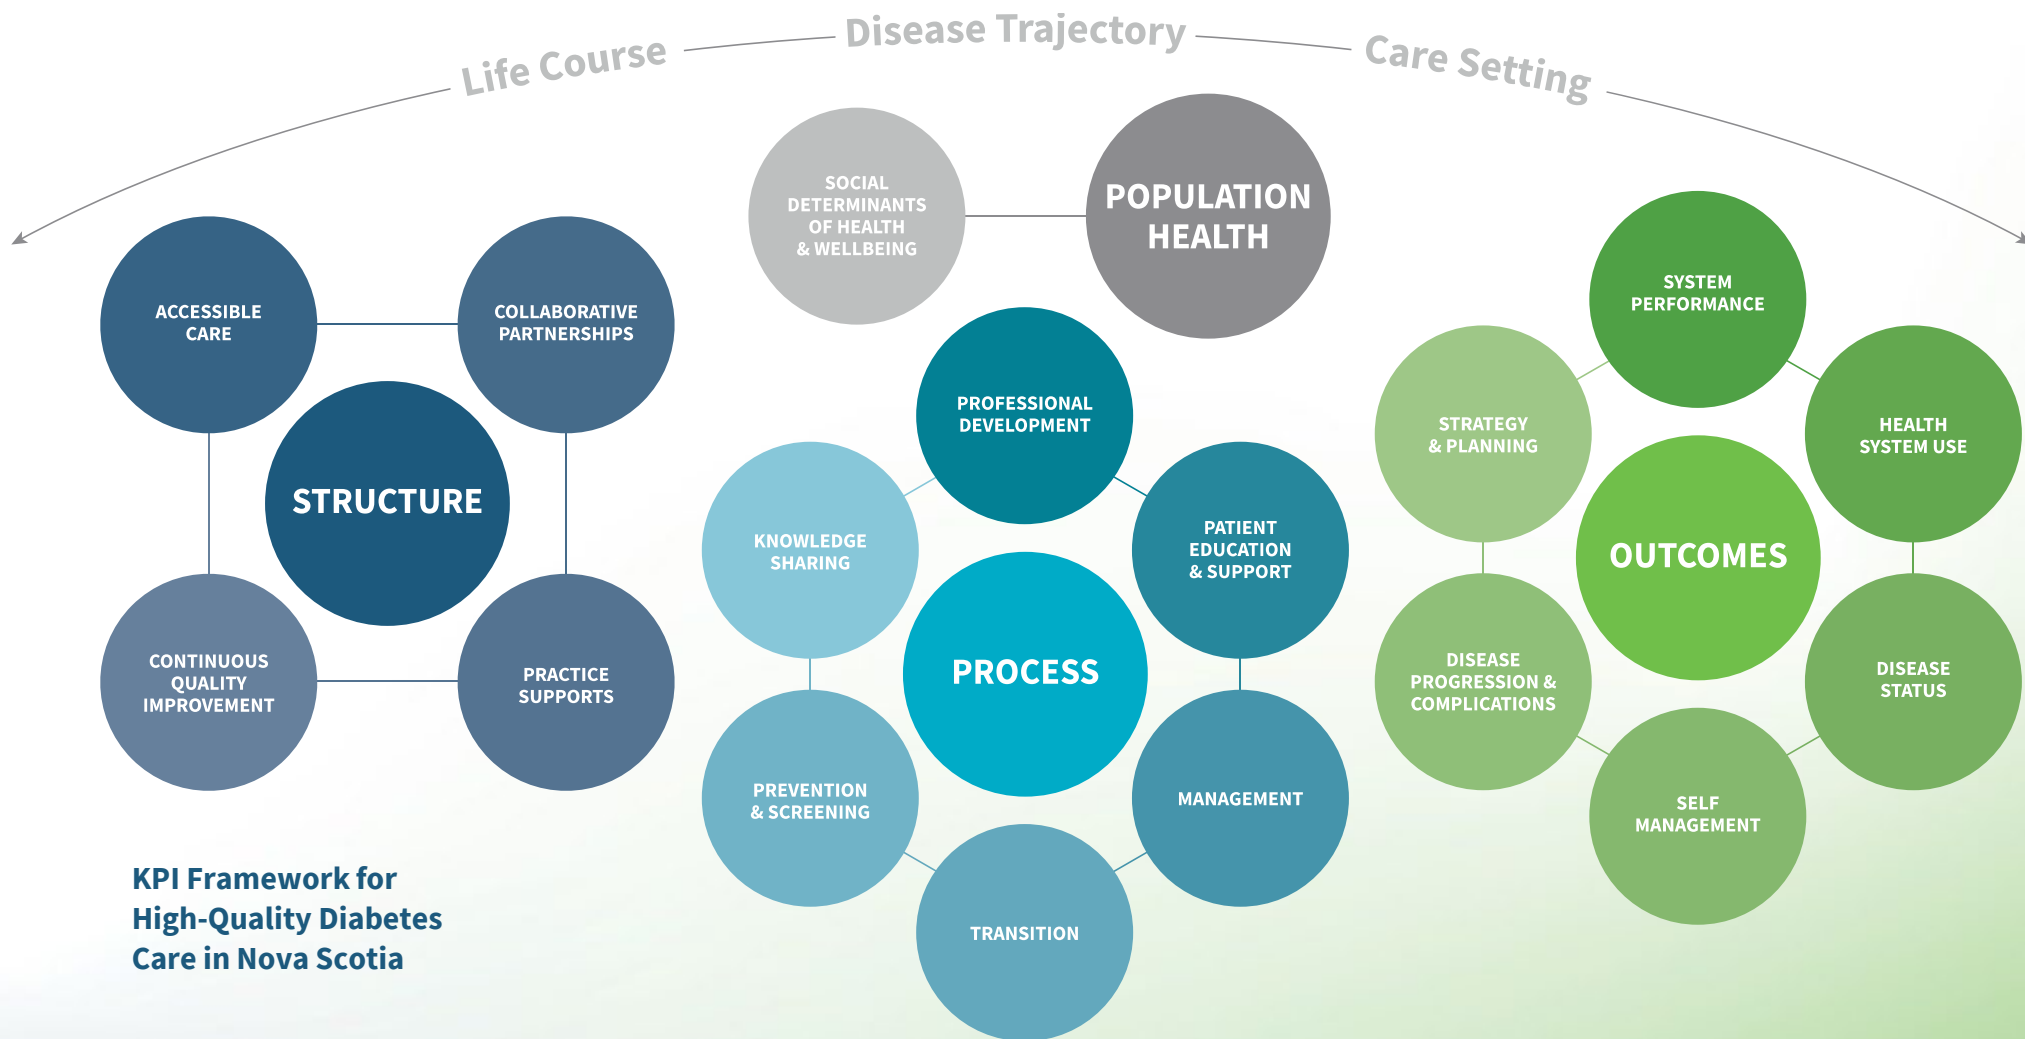 Life Course
Disease Trajectory
Care Setting
SOCIAL
DETERMINANTS
OF HEALTH
& WELLBEING
POPULATION
HEALTH
ACCESSIBLE
CARE
COLLABORATIVE
PARTNERSHIPS
STRUCTURE
CONTINUOUS
QUALITY
IMPROVEMENT
PRACTICE
SUPPORTS
PROFESSIONAL
DEVELOPMENT
KNOWLEDGE
SHARING
PATIENT
EDUCATION
& SUPPORT
PROCESS
PREVENTION
& SCREENING
MANAGEMENT
TRANSITION
SYSTEM
PERFORMANCE
STRATEGY
& PLANNING
HEALTH
SYSTEM USE
OUTCOMES
DISEASE
PROGRESSION &
COMPLICATIONS
DISEASE
STATUS
SELF
MANAGEMENT
KPI Framework for
High-Quality Diabetes
Care in Nova Scotia